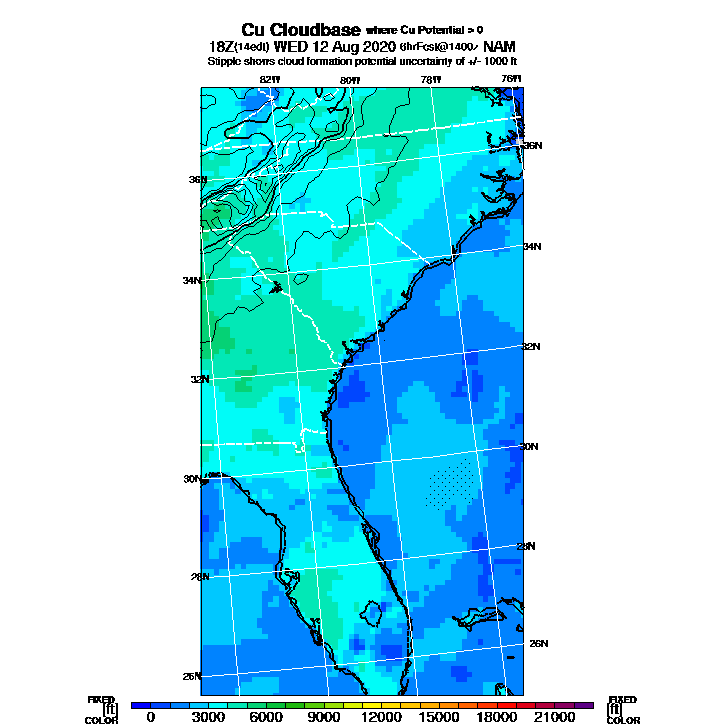 Cu Cloudbase where Cu Potential > 0
18Z(14edt) WED 12 Aug 2020 6hrFcst@1400z NAM
Stipple shows cloud formation potential uncertainty of +/- 1000 ft
82W 80W 78W 76W
36N 36N
34N 34N
32N 32N
30N 30N
28N 28N
26N 26N
FIXED FIXED
[ft] [ft]
COLOR 0 3000 6000 9000 12000 15000 18000 21000 COLOR